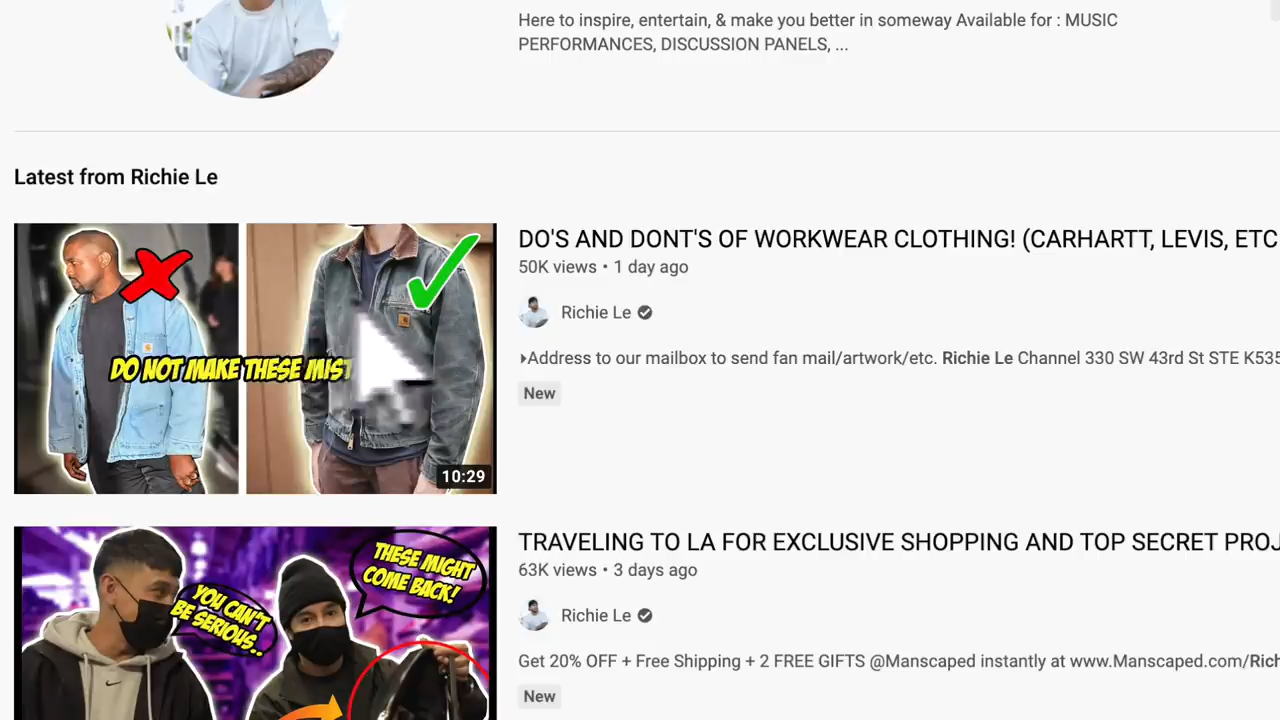 Here to inspire, entertain, & make you better in someway Available for : MUSIC
PERFORMANCES, DISCUSSION PANELS, ...
Latest from Richie Le
DO NOT MAKE THESE MIST
10:29
DO'S AND DONT'S OF WORKWEAR CLOTHING! (CARHARTT, LEVIS, ETC
50K views • 1 day ago
Richie Le
Address to our mailbox to send fan mail/artwork/etc. Richie Le Channel 330 SW 43rd St STE K535
New
YOU CAN'T
BE SERIOUS..
THESE MIGHT
COME BACK!
TRAVELING TO LA FOR EXCLUSIVE SHOPPING AND TOP SECRET PROJ
63K views • 3 days ago
Richie Le
Get 20% OFF + Free Shipping + 2 FREE GIFTS @Manscaped instantly at www.Manscaped.com/Rich
New